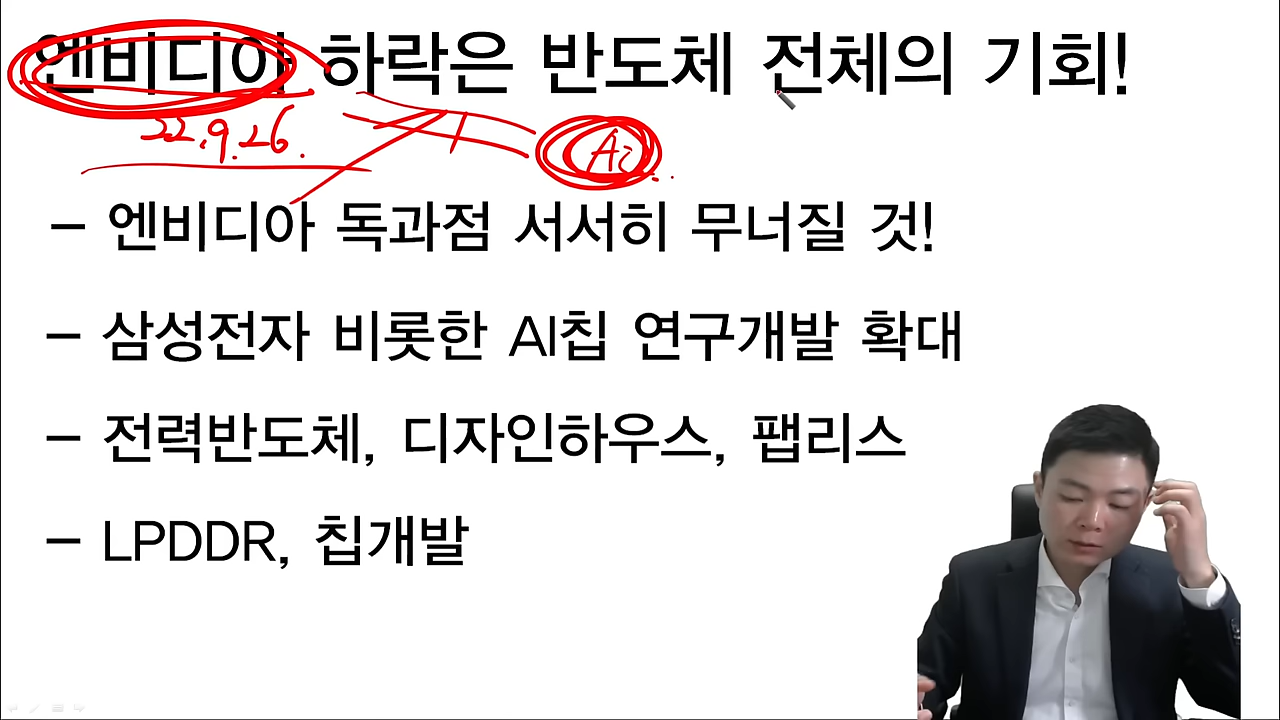 엔비디아 하락은 반도체 전체의 기회!
22.9.26.
Ai
– 엔비디아 독과점 서서히 무너질 것!
– 삼성전자 비롯한 AI칩 연구개발 확대
– 전력반도체, 디자인하우스, 팹리스
– LPDDR, 칩개발